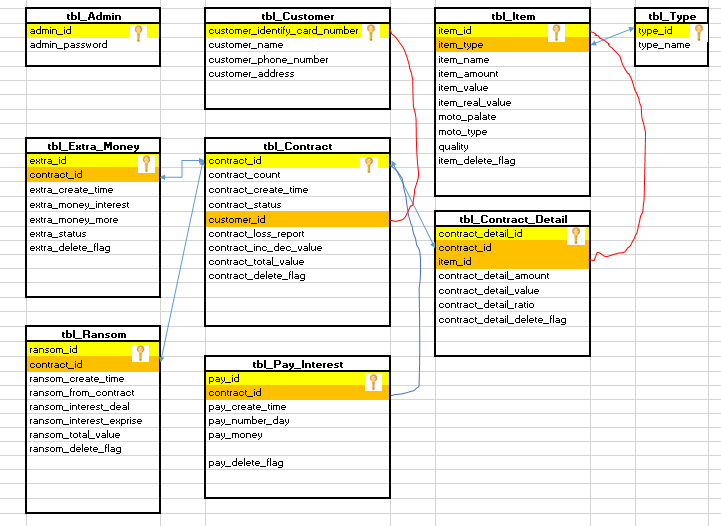 tbl_Admin
admin_id
admin_password
tbl_Customer
customer_identify_card_number
customer_name
customer_phone_number
customer_address
tbl_Item
item_id
item_type
item_name
item_amount
item_value
item_real_value
moto_palate
moto_type
quality
item_delete_flag
tbl_Type
type_id
type_name
tbl_Extra_Money
extra_id
contract_id
extra_create_time
extra_money_interest
extra_money_more
extra_status
extra_delete_flag
tbl_Contract
contract_id
contract_count
contract_create_time
contract_status
customer_id
contract_loss_report
contract_inc_dec_value
contract_total_value
contract_delete_flag
tbl_Contract_Detail
contract_detail_id
contract_id
item_id
contract_detail_amount
contract_detail_value
contract_detail_ratio
contract_detail_delete_flag
tbl_Ransom
ransom_id
contract_id
ransom_create_time
ransom_from_contract
ransom_interest_deal
ransom_interest_exprise
ransom_total_value
ransom_delete_flag
tbl_Pay_Interest
pay_id
contract_id
pay_create_time
pay_number_day
pay_money
pay_delete_flag